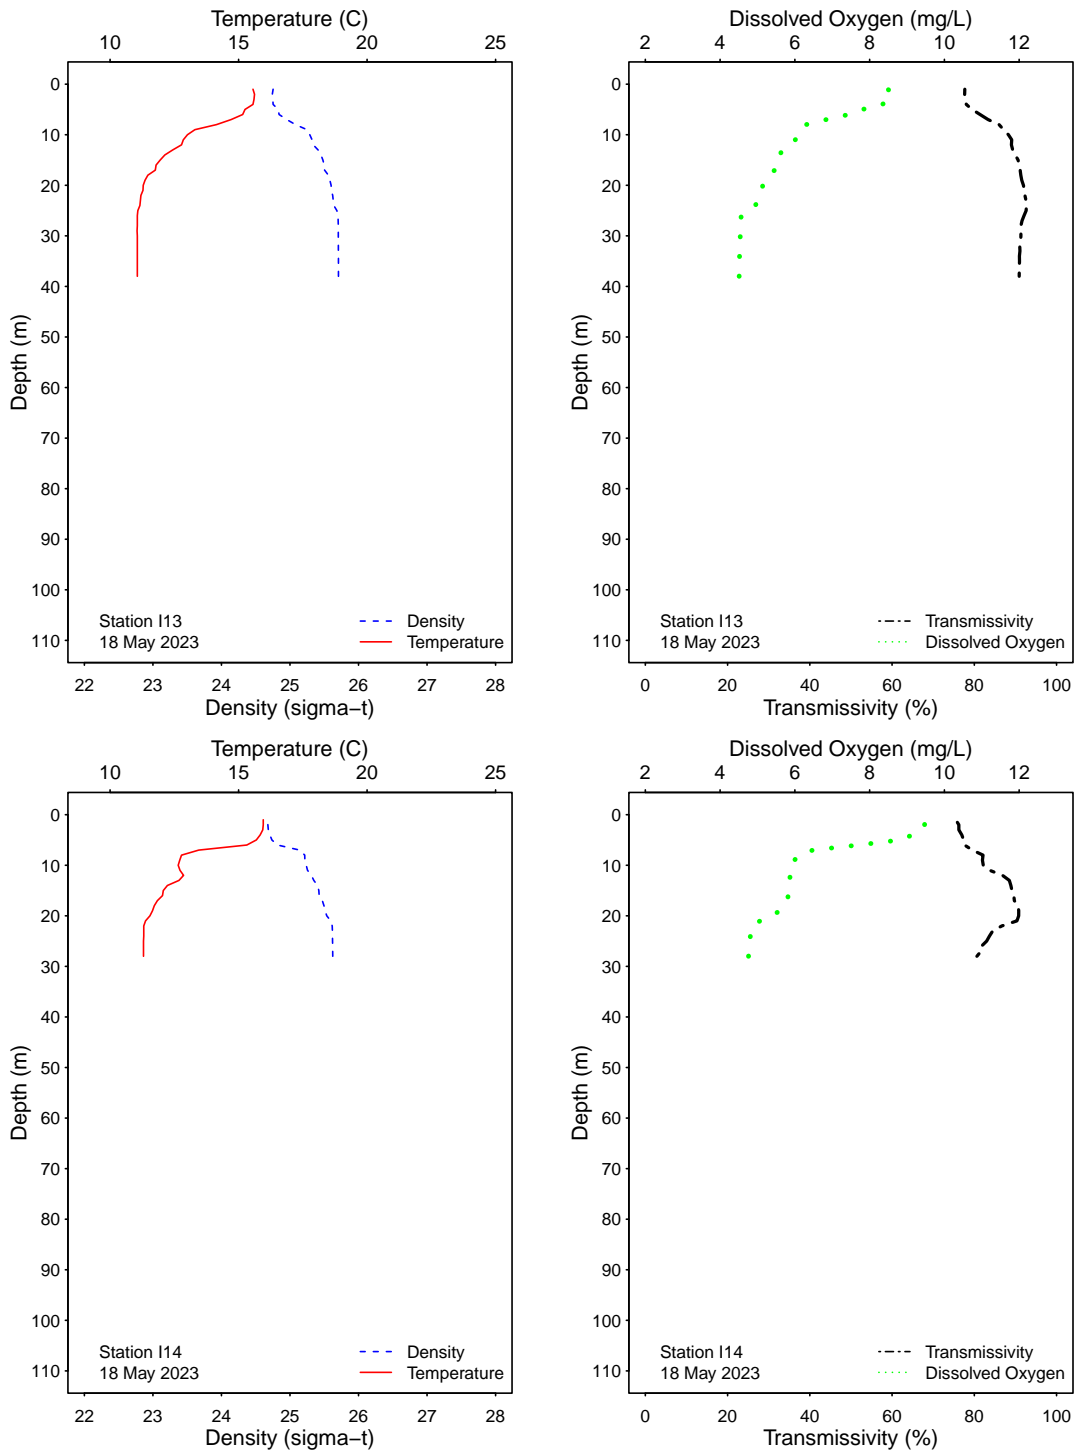 Temperature (C)
10 15 20 25
0
10
20
30
40
50
60
70
80
90
100
110
Depth (m)
Station I13
18 May 2023
Density
Temperature
22 23 24 25 26 27 28
Density (sigma−t)
Dissolved Oxygen (mg/L)
2 4 6 8 10 12
0
10
20
30
40
50
60
70
80
90
100
110
Depth (m)
Station I13
18 May 2023
Transmissivity
Dissolved Oxygen
0 20 40 60 80 100
Transmissivity (%)
Temperature (C)
10 15 20 25
0
10
20
30
40
50
60
70
80
90
100
110
Depth (m)
Station I14
18 May 2023
Density
Temperature
22 23 24 25 26 27 28
Density (sigma−t)
Dissolved Oxygen (mg/L)
2 4 6 8 10 12
0
10
20
30
40
50
60
70
80
90
100
110
Depth (m)
Station I14
18 May 2023
Transmissivity
Dissolved Oxygen
0 20 40 60 80 100
Transmissivity (%)